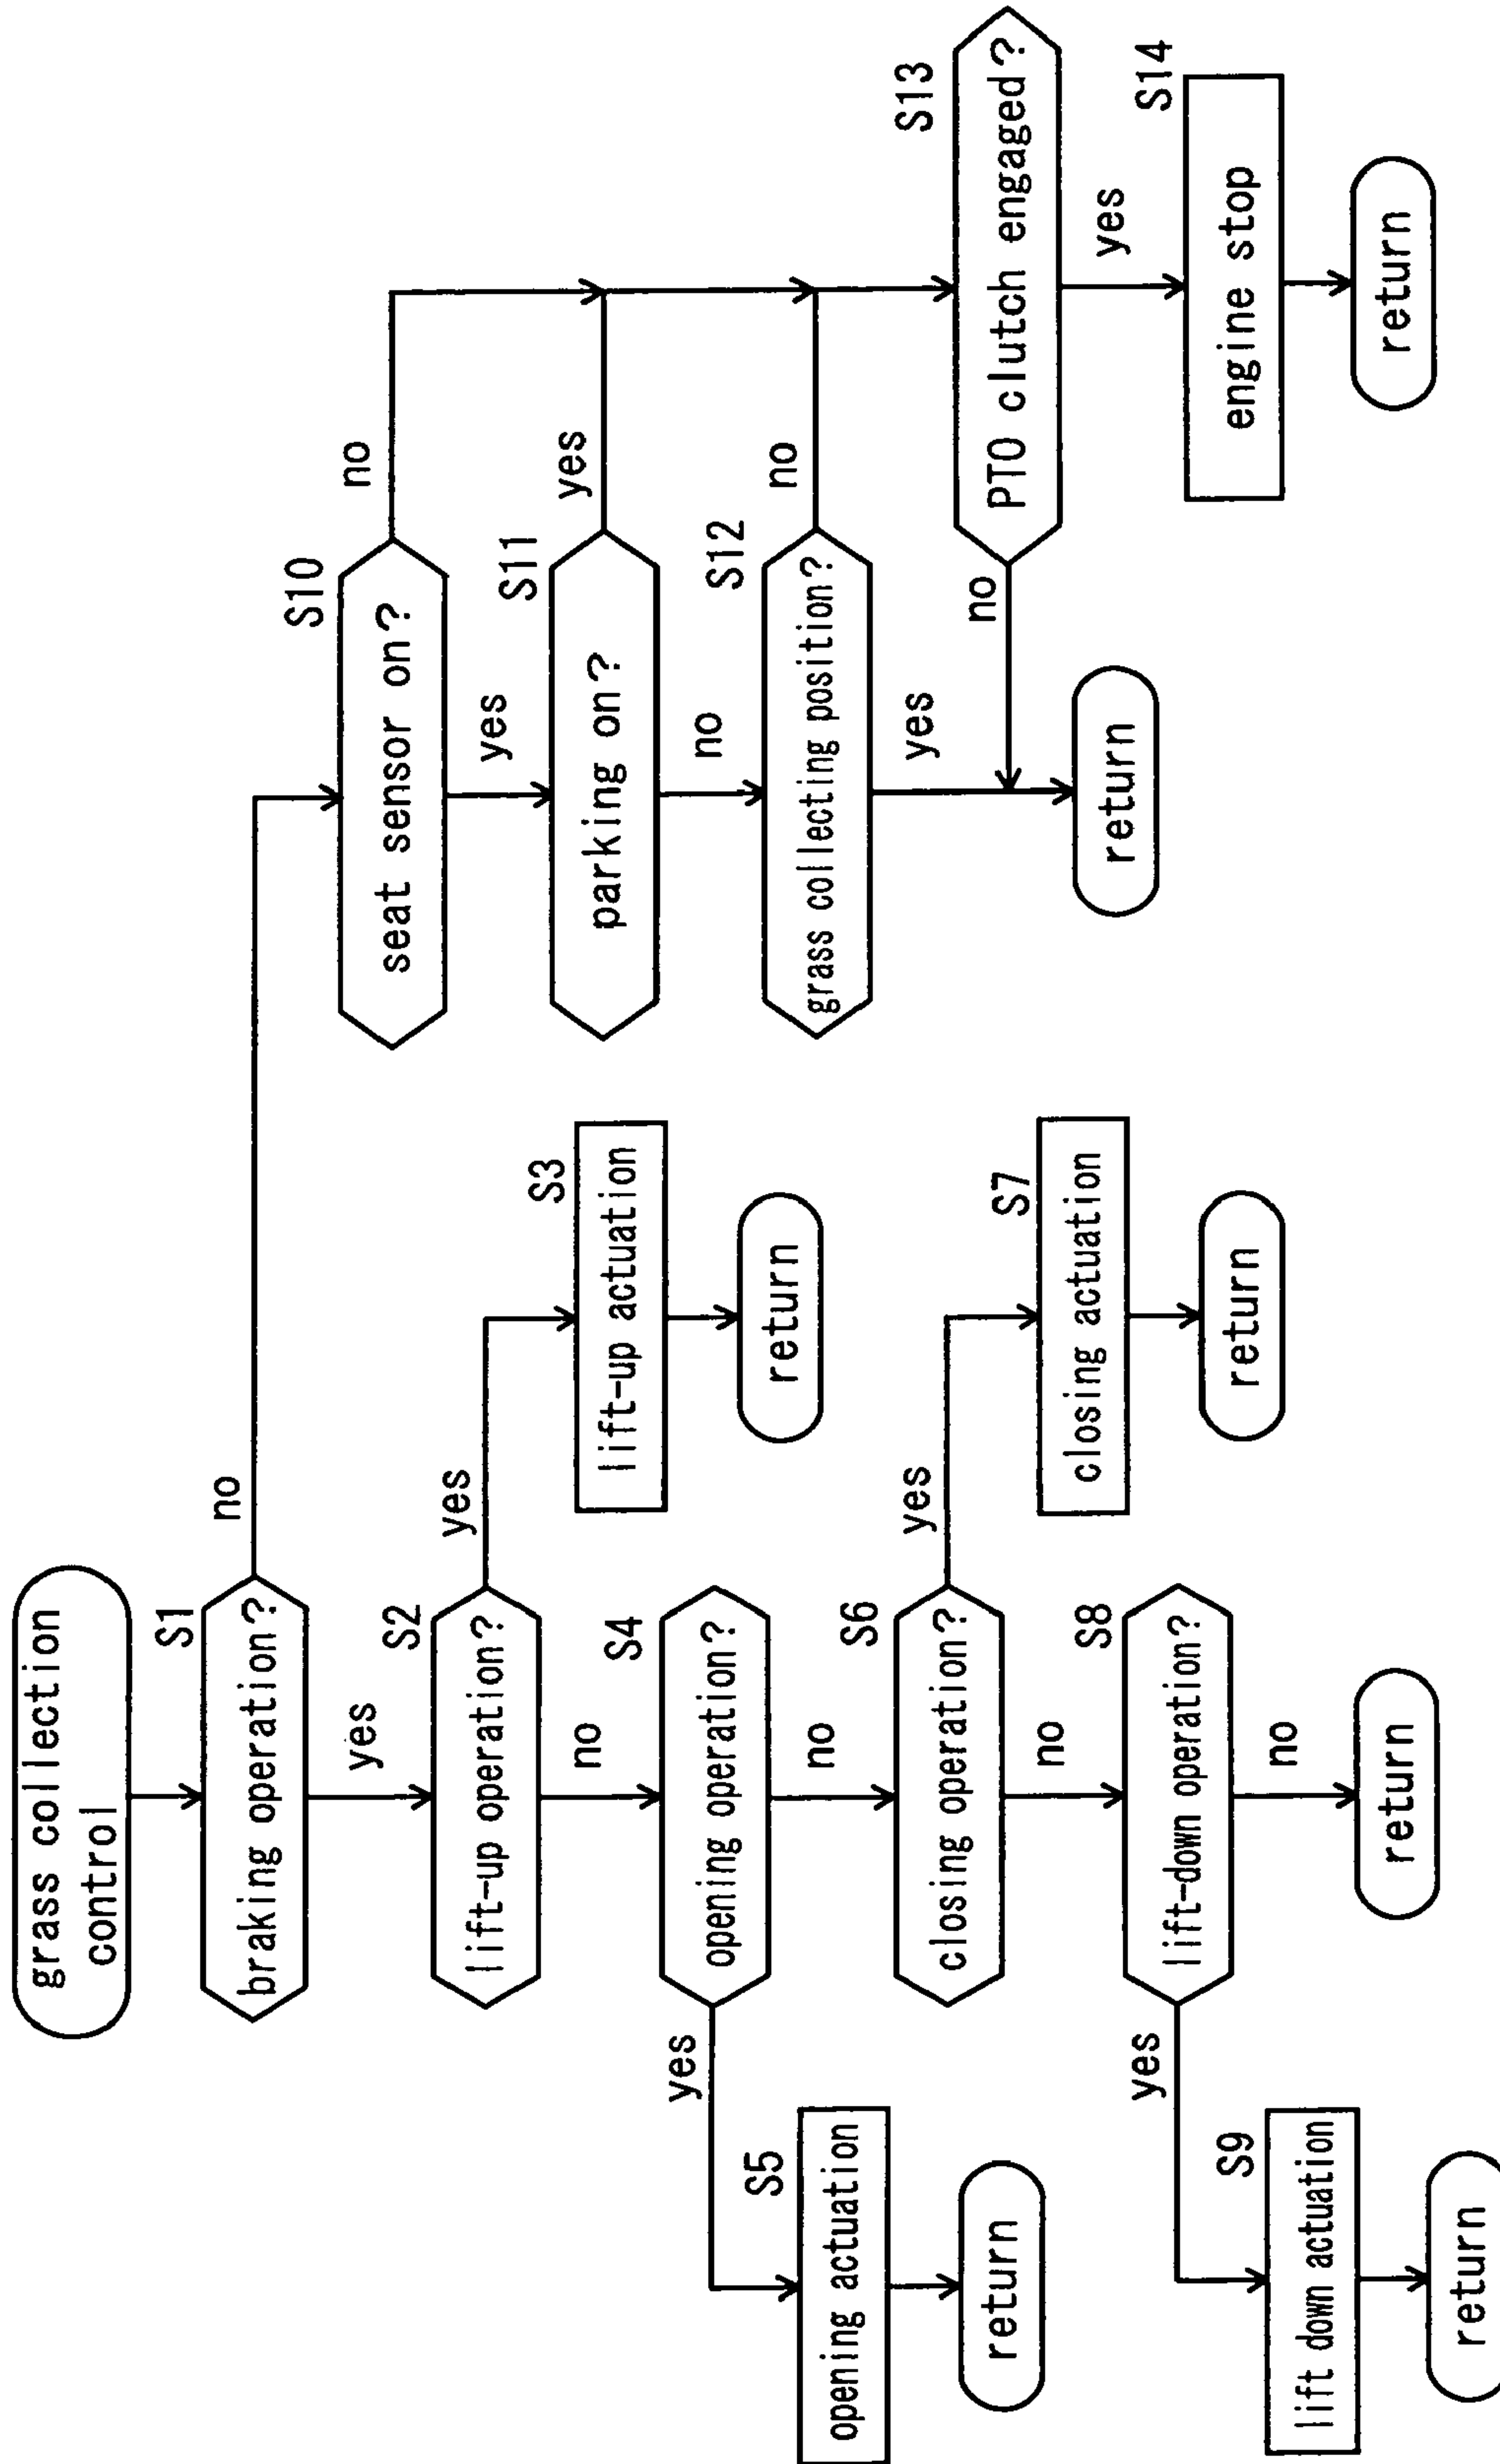 grass collection
control
S1
braking operation?
no
yes
S2
lift-up operation?
yes
S3
lift-up actuation
return
no
S4
opening operation?
yes
S5
opening actuation
return
no
S6
closing operation?
yes
S7
closing actuation
return
no
S8
lift-down operation?
yes
S9
lift down actuation
return
no
return
S10
seat sensor on?
no
yes
S11
parking on?
yes
no
S12
grass collecting position?
no
yes
return
S13
PTO clutch engaged?
no
yes
S14
engine stop
return